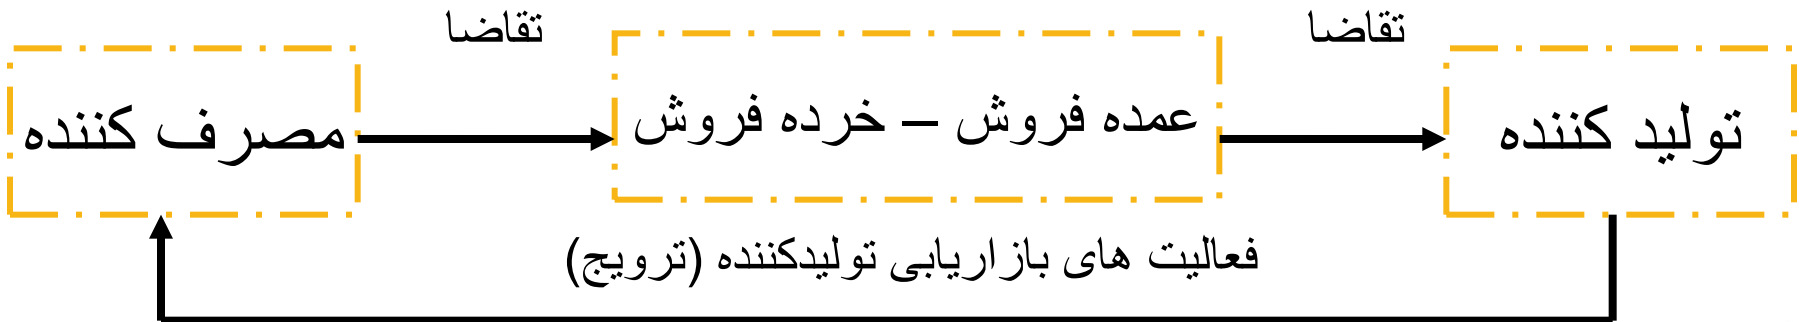 تقاضا
تقاضا
تولید کننده
عمده فروش – خرده فروش
مصرف کننده
فعالیت های بازاریابی تولیدکننده (ترویج)